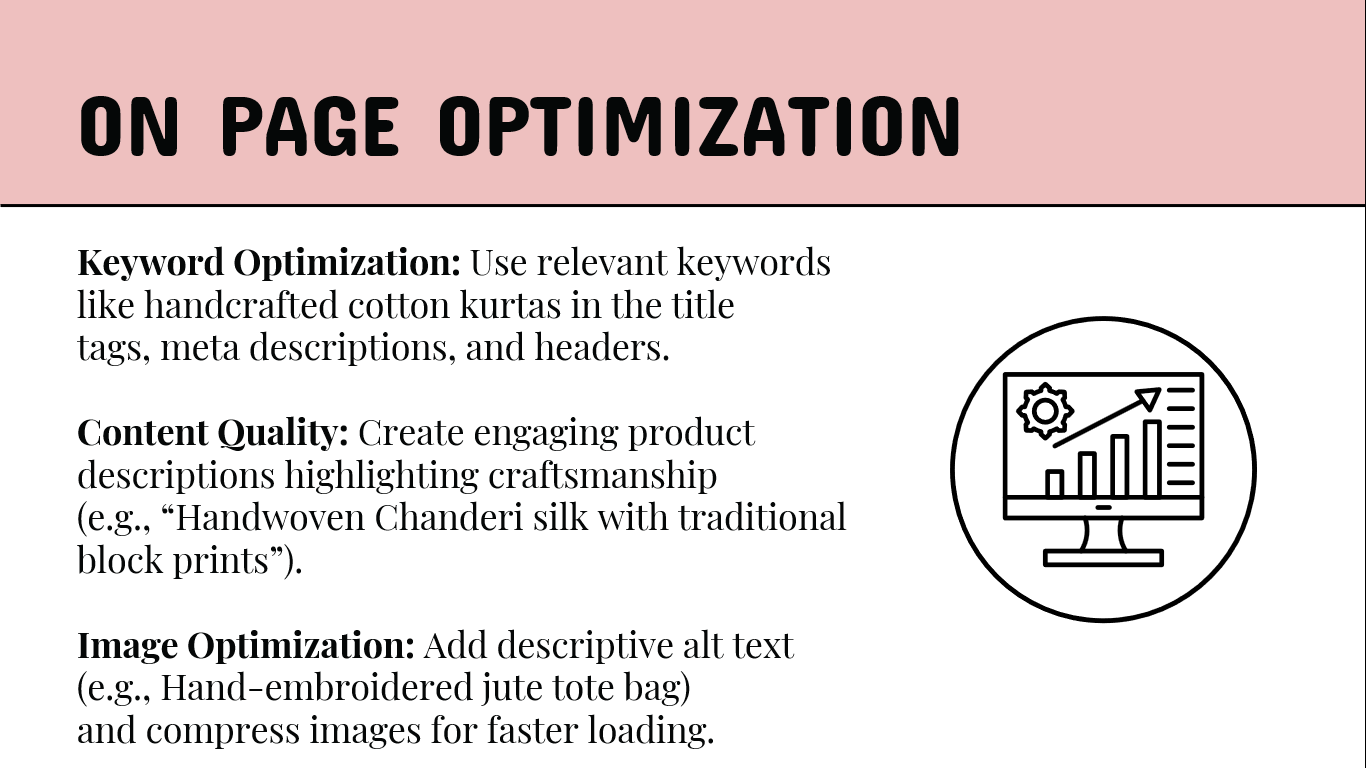 ON PAGE OPTIMIZATION
Keyword Optimization: Use relevant keywords
like handcrafted cotton kurtas in the title
tags, meta descriptions, and headers.
Content Quality: Create engaging product
descriptions highlighting craftsmanship
(e.g., “Handwoven Chanderi silk with traditional
block prints”).
Image Optimization: Add descriptive alt text
(e.g., Hand-embroidered jute tote bag)
and compress images for faster loading.